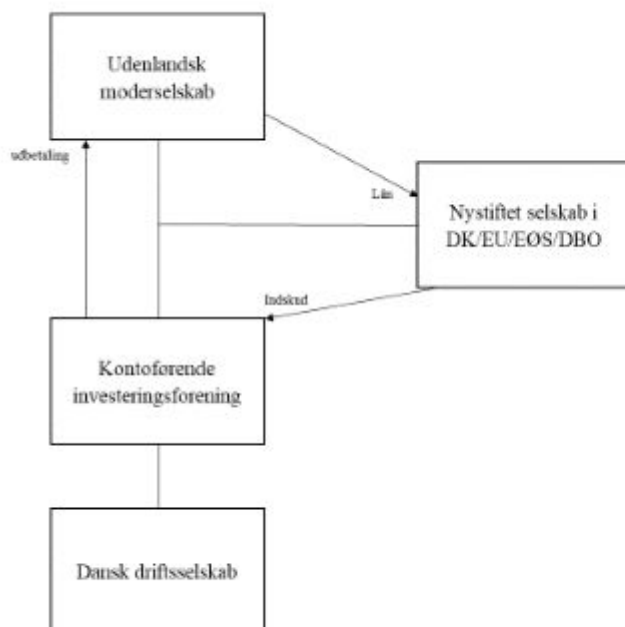 Udenlandsk
moderselskab
udbetaling
Lån
Nystiftet selskab i
DK/EU/EØS/DBO
Indskud
Kontoførende
investeringsforening
Dansk driftsselskab